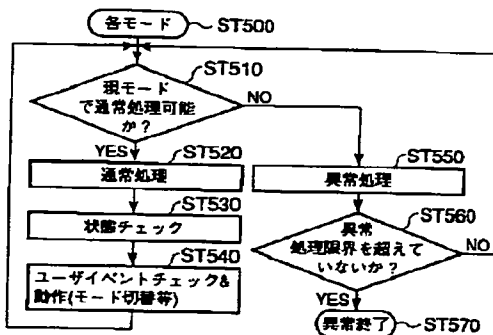 各モード
ST500
ST510
現モード
で通常処理可能
か？
NO
YES
ST520
通常処理
ST550
異常処理
ST530
状態チェック
ST560
異常
処理限界を超えて
いないか？
NO
ST540
ユーザイベントチェック&
動作(モード切替等)
YES
異常終了
ST570